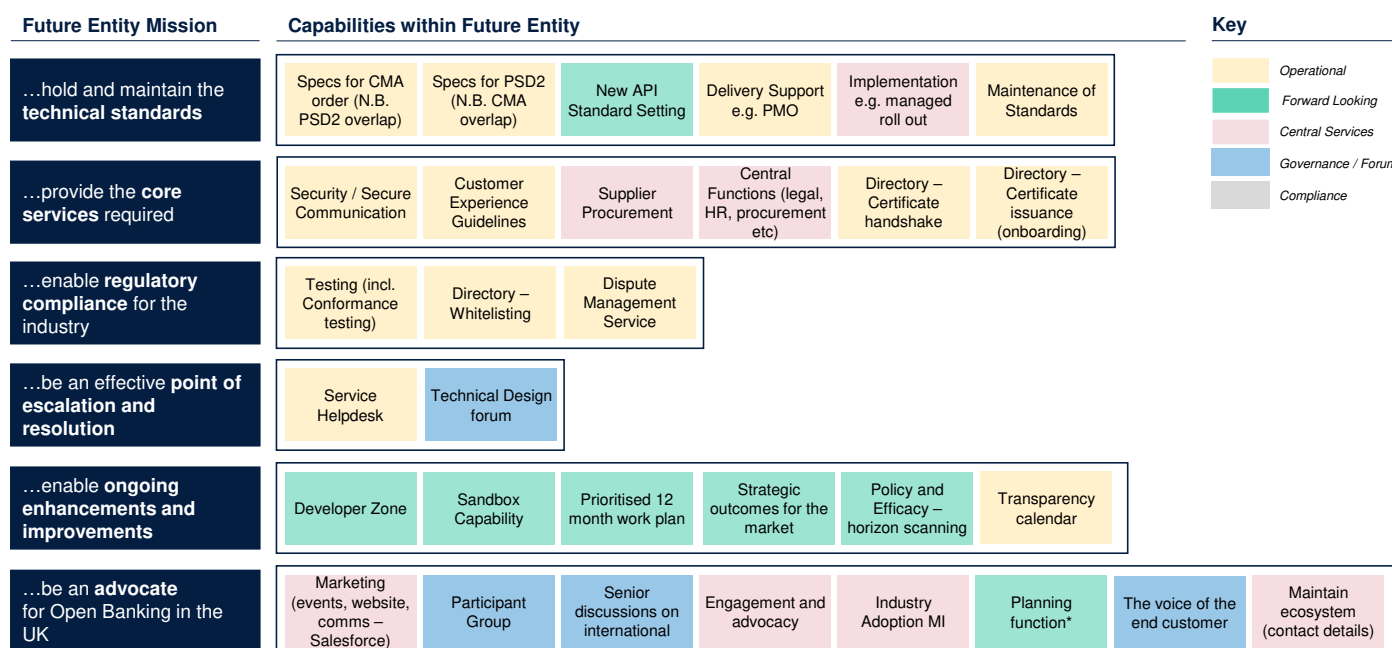 Future Entity Mission
Capabilities within Future Entity
Key
…hold and maintain the
technical standards
Specs for CMA
order (N.B.
PSD2 overlap)
Specs for PSD2
(N.B. CMA
overlap)
New API
Standard Setting
Delivery Support
e.g. PMO
Implementation
e.g. managed
roll out
Maintenance of
Standards
Operational
Forward Looking
Central Services
Governance / Forum
Compliance
…provide the core
services required
Security / Secure
Communication
Customer
Experience
Guidelines
Supplier
Procurement
Central
Functions (legal,
HR, procurement
etc)
Directory –
Certificate
handshake
Directory –
Certificate
issuance
(onboarding)
…enable regulatory
compliance for the
industry
Testing (incl.
Conformance
testing)
Directory –
Whitelisting
Dispute
Management
Service
…be an effective point of
escalation and
resolution
Service
Helpdesk
Technical Design
forum
…enable ongoing
enhancements and
improvements
Developer Zone
Sandbox
Capability
Prioritised 12
month work plan
Strategic
outcomes for the
market
Policy and
Efficacy –
horizon scanning
Transparency
calendar
…be an advocate
for Open Banking in the
UK
Marketing
(events, website,
comms –
Salesforce)
Participant
Group
Senior
discussions on
international
Engagement and
advocacy
Industry
Adoption MI
Planning
function*
The voice of the
end customer
Maintain
ecosystem
(contact details)